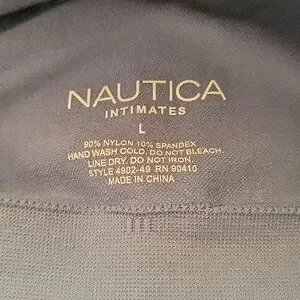 NAUTICA
INTIMATES
L
90% NYLON 10% SPANDEX
HAND WASH COLD. DO NOT BLEACH.
LINE DRY. DO NOT IRON.
STYLE 4902-49 RN 90410
MADE IN CHINA